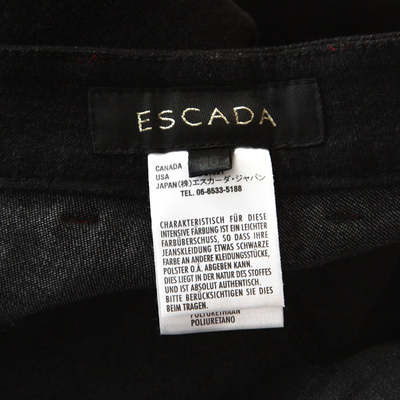 ESCADA
CANADA
USA
JAPAN(株)エスカーダ・ジャパン
TEL. 06-6533-5188
CHARAKTERISTISCH FÜR DIESE
INTENSIVE FÄRBUNG IST EIN LEICHTER
FARBÜBERSCHUSS, SO DASS IHRE
JEANSKLEIDUNG ETWAS SCHWARZE
FARBE AN ANDERE KLEIDUNGSSTÜCKE,
POLSTER O.Ä. ABGEBEN KANN.
DIES LIEGT IN DER NATUR DES STOFFES
UND IST ABSOLUT AUTHENTISCH.
BITTE BERÜCKSICHTIGEN SIE DIES
BEIM TRAGEN.
POLYURETHAAN
POLIURETANO